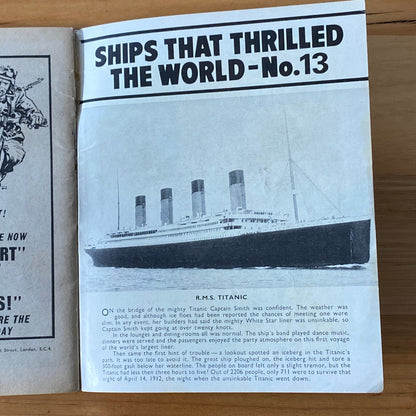 SHIPS THAT THRILLED
THE WORLD - No. 13
R.M.S. TITANIC
ON the bridge of the mighty Titanic Captain Smith was confident. The weather was
good, and although ice floes had been reported the chances of meeting one were
slim. In any event, her builders had said the mighty White Star liner was unsinkable, so
Captain Smith kept going at over twenty knots.
In the lounges and dining-rooms all was normal. The ship's band played dance music,
dinners were served and the passengers enjoyed the party atmosphere on this first voyage
of the world's largest liner.
Then came the first hint of trouble — a lookout spotted an iceberg in the Titanic's
path. It was too late to avoid it. The great ship ploughed on, the iceberg hit and tore a
300-foot gash below her waterline. The people on board felt only a slight tremor, but the
Titanic had less then three hours to live! Out of 2206 people, only 711 were to survive that
night of April 14, 1912, the night when the unsinkable Titanic went down.
Y!
E NOW
RT"
S!"
RE THE
DAY
Street, London, E.C.4.